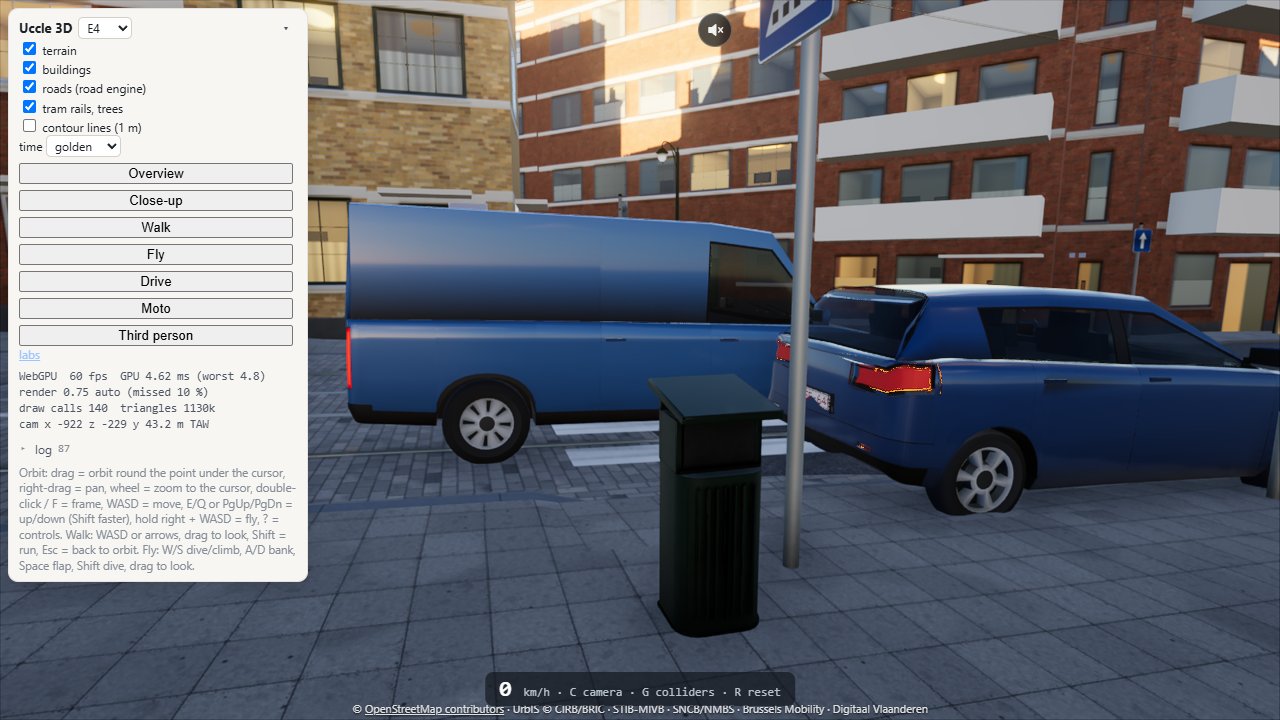 Uccle 3D E4
terrain
buildings
roads (road engine)
tram rails, trees
contour lines (1 m)
time golden
Overview
Close-up
Walk
Fly
Drive
Moto
Third person
labs
WebGPU 60 fps GPU 4.62 ms (worst 4.8)
render 0.75 auto (missed 10 %)
draw calls 140 triangles 1130k
cam x -922 z -229 y 43.2 m TAW
log 87
Orbit: drag = orbit round the point under the cursor,
right-drag = pan, wheel = zoom to the cursor, double-
click / F = frame, WASD = move, E/Q or PgUp/PgDn =
up/down (Shift faster), hold right + WASD = fly, ? =
controls. Walk: WASD or arrows, drag to look, Shift =
run, Esc = back to orbit. Fly: W/S dive/climb, A/D bank,
Space flap, Shift dive, drag to look.
0 km/h · C camera · G colliders · R reset
© OpenStreetMap contributors · UrbIS © CIRB/BRIC · STIB-MIVB · SNCB/NMBS · Brussels Mobility · Digitaal Vlaanderen